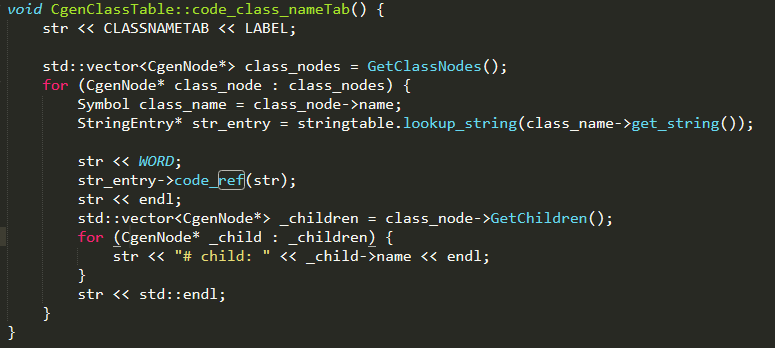 void CgenClassTable::code_class_nameTab() {
    str << CLASSNAMETAB << LABEL;

    std::vector<CgenNode*> class_nodes = GetClassNodes();
    for (CgenNode* class_node : class_nodes) {
        Symbol class_name = class_node->name;
        StringEntry* str_entry = stringtable.lookup_string(class_name->get_string());

        str << WORD;
        str_entry->code_ref(str);
        str << endl;
        std::vector<CgenNode*> _children = class_node->GetChildren();
        for (CgenNode* _child : _children) {
            str << "# child: " << _child->name << endl;
        }
        str << std::endl;
    }
}